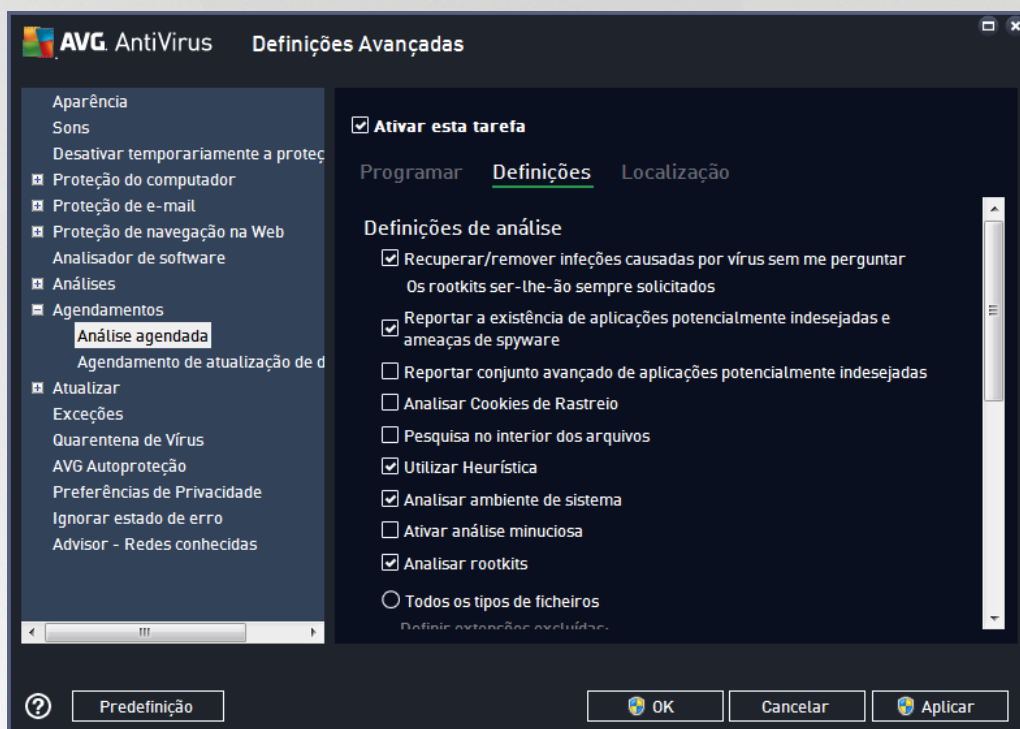 AVG. AntiVirus
Definições Avançadas
Aparência
Sons
Desativar temporariamente a proteç
Proteção do computador
Proteção de e-mail
Proteção de navegação na Web
Analisador de software
Análises
Agendamentos
Análise agendada
Agendamento de atualização de d
Atualizar
Exceções
Quarentena de Vírus
AVG Autoproteção
Preferências de Privacidade
Ignorar estado de erro
Advisor - Redes conhecidas
Ativar esta tarefa
Programar Definições Localização
Definições de análise
Recuperar/remover infeções causadas por vírus sem me perguntar
Os rootkits ser-lhe-ão sempre solicitados
Reportar a existência de aplicações potencialmente indesejadas e
ameaças de spyware
Reportar conjunto avançado de aplicações potencialmente indesejadas
Analisar Cookies de Rastreio
Pesquisa no interior dos arquivos
Utilizar Heurística
Analisar ambiente de sistema
Ativar análise minuciosa
Analisar rootkits
Todos os tipos de ficheiros
Definir extensões excluídas:
Predefinição
OK
Cancelar
Aplicar